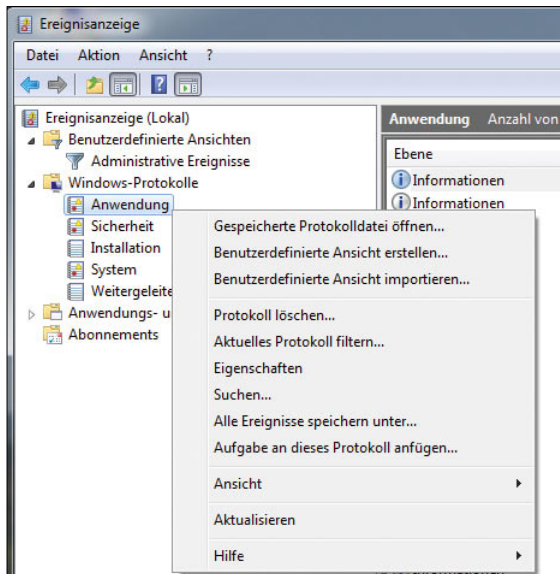 Ereignisanzeige
Datei Aktion Ansicht ?
Ereignisanzeige (Lokal)
Benutzerdefinierte Ansichten
Administrative Ereignisse
Windows-Protokolle
Anwendung
Sicherheit
Installation
System
Weitergeleite
Anwendungs- u
Abonnements
Anwendung Anzahl von
Ebene
Informationen
Informationen
Gespeicherte Protokolldatei öffnen...
Benutzerdefinierte Ansicht erstellen...
Benutzerdefinierte Ansicht importieren...
Protokoll löschen...
Aktuelles Protokoll filtern...
Eigenschaften
Suchen...
Alle Ereignisse speichern unter...
Aufgabe an dieses Protokoll anfügen...
Ansicht
Aktualisieren
Hilfe